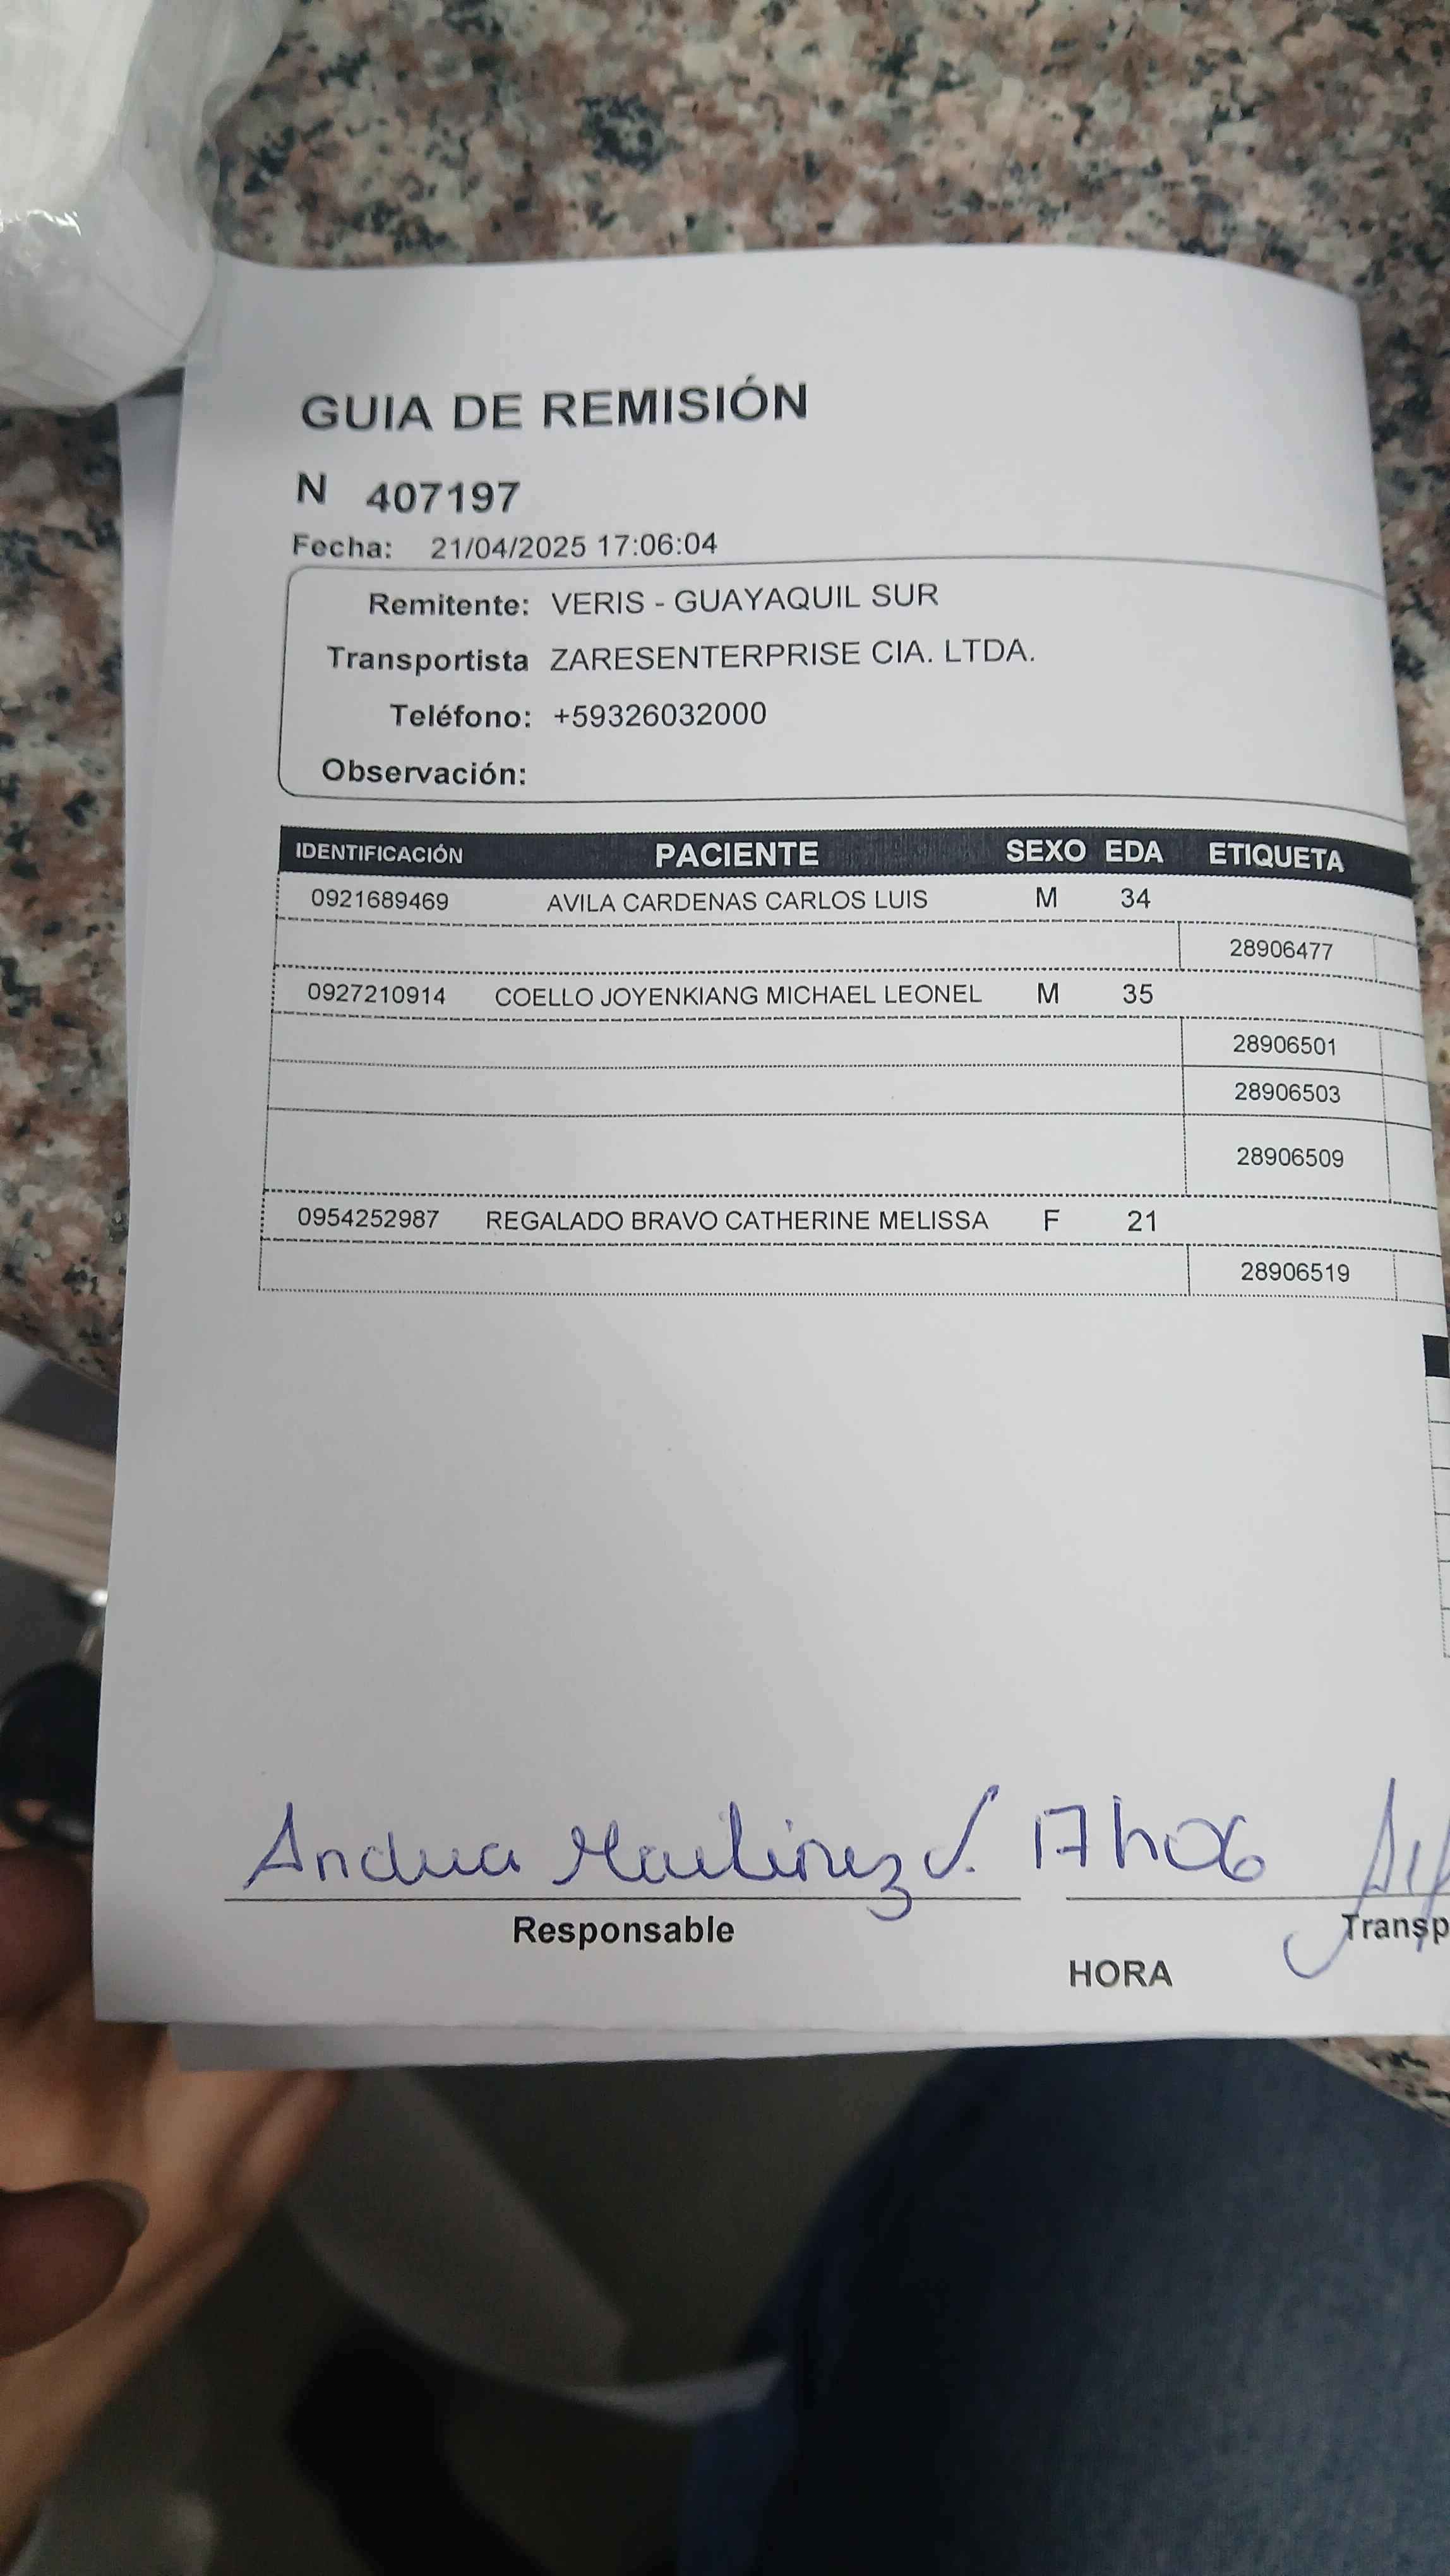 GUIA DE REMISIÓN
N 407197
Fecha: 21/04/2025 17:06:04
Remitente: VERIS - GUAYAQUIL SUR
Transportista ZARESENTERPRISE CIA. LTDA.
Teléfono: +59326032000
Observación:
IDENTIFICACIÓN PACIENTE SEXO EDA ETIQUETA
0921689469 AVILA CARDENAS CARLOS LUIS M 34
28906477
0927210914 COELLO JOYENKIANG MICHAEL LEONEL M 35
28906501
28906503
28906509
0954252987 REGALADO BRAVO CATHERINE MELISSA F 21
28906519
Andrea Martinez J. 17h06
Responsable Transp
HORA